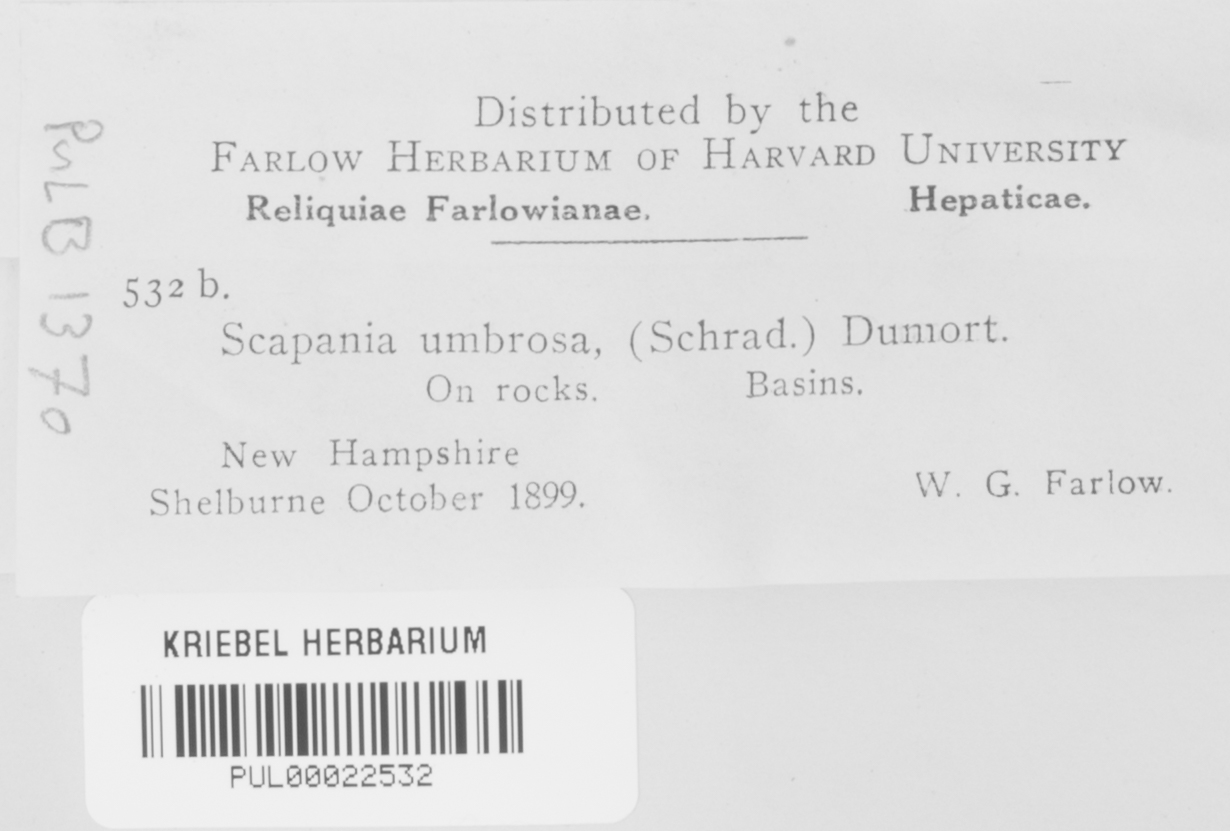 Distributed by the
FARLOW HERBARIUM OF HARVARD UNIVERSITY
Reliquiae Farlowianae. Hepaticae.
532 b.
Scapania umbrosa, (Schrad.) Dumort.
On rocks. Basins.
New Hampshire
Shelburne October 1899. W. G. Farlow.
PuLB 1370
KRIEBEL HERBARIUM
PUL00022532